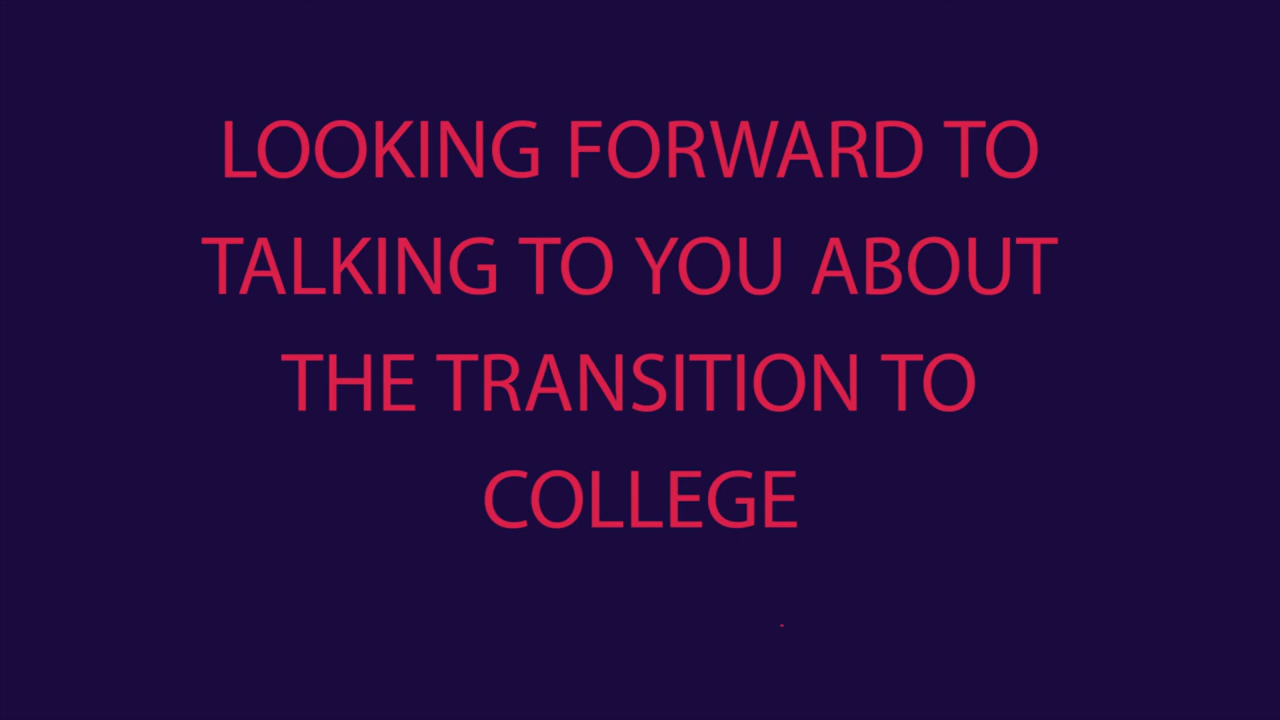 LOOKING FORWARD TO
TALKING TO YOU ABOUT
THE TRANSITION TO
COLLEGE